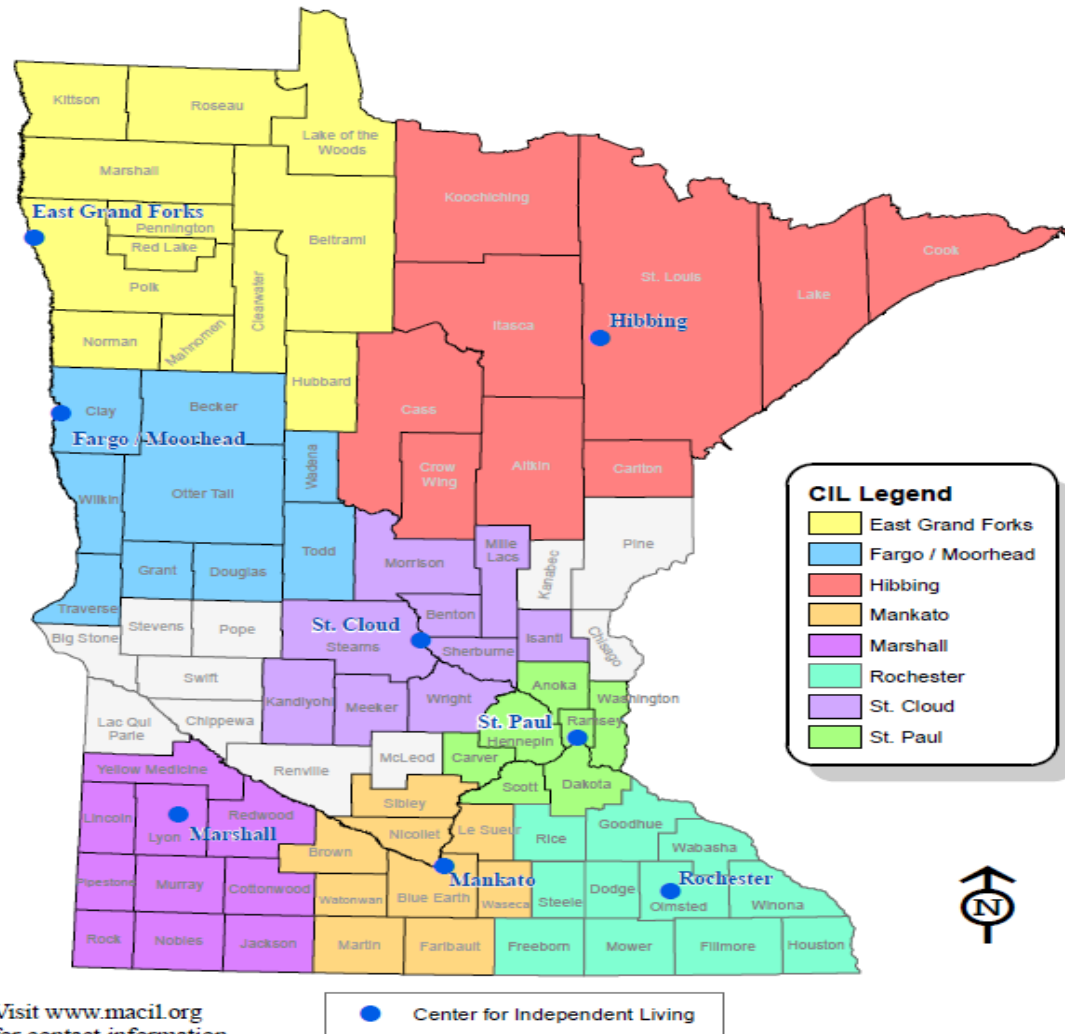 Kittson
Roseau
Lake of the
Woods
Marshall
East Grand Forks
Pennington
Red Lake
Beltrami
Polk
Clearwater
Norman
Mahnomen
Hubbard
Koochiching
St. Louis
Lake
Cook
Itasca
Hibbing
Cass
Crow
Wing
Aitkin
Carlton
Clay
Becker
Fargo / Moorhead
Wadena
Wilkin
Otter Tail
Todd
Grant
Douglas
Traverse
Morrison
Mille
Lacs
Kanabec
Pine
Big Stone
Stevens
Pope
St. Cloud
Stearns
Benton
Sherburne
Isanti
Chisago
Swift
Kandiyohi
Meeker
Wright
Anoka
Washington
Lac Qui
Parle
Chippewa
St. Paul
Ramsey
Hennepin
Renville
McLeod
Carver
Scott
Dakota
Yellow Medicine
Sibley
Lincoln
Lyon
Redwood
Marshall
Nicollet
Le Sueur
Rice
Goodhue
Wabasha
Brown
Mankato
Rochester
Pipestone
Murray
Cottonwood
Watonwan
Blue Earth
Waseca
Steele
Dodge
Olmsted
Winona
Rock
Nobles
Jackson
Martin
Faribault
Freeborn
Mower
Fillmore
Houston
CIL Legend
East Grand Forks
Fargo / Moorhead
Hibbing
Mankato
Marshall
Rochester
St. Cloud
St. Paul
N
Visit www.macil.org
for contact information
Center for Independent Living